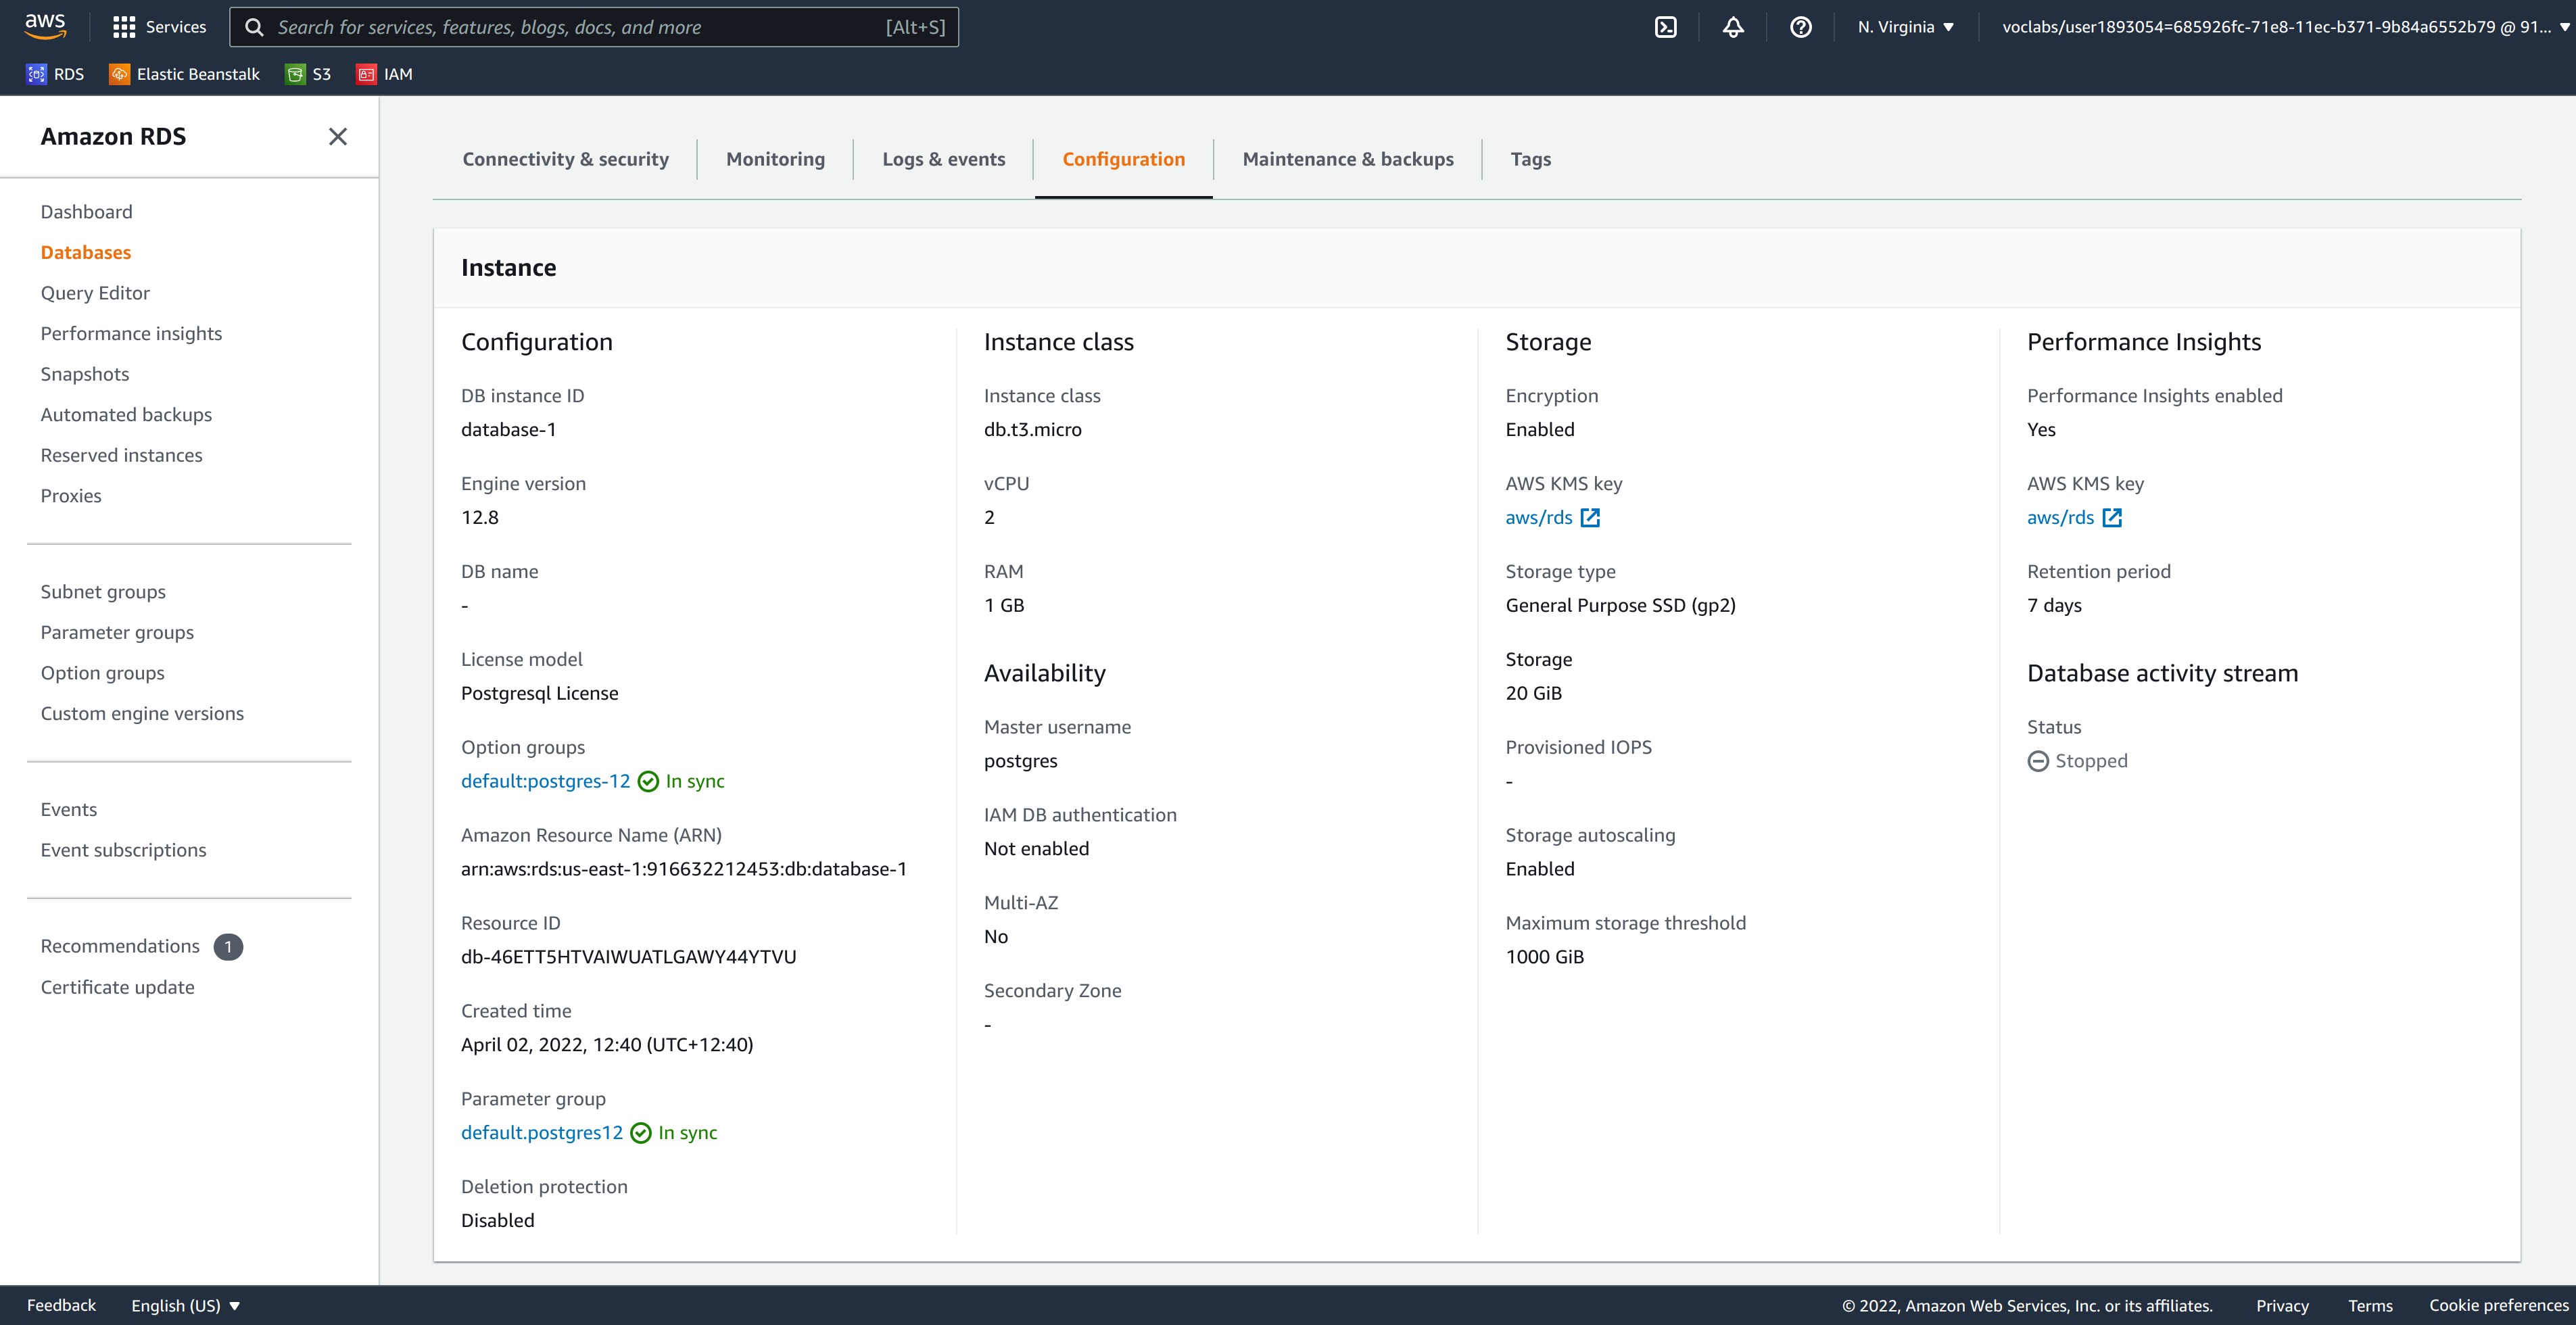 aws
Services
Search for services, features, blogs, docs, and more
[Alt+S]
N. Virginia
voclabs/user1893054=685926fc-71e8-11ec-b371-9b84a6552b79 @ 91...
RDS
Elastic Beanstalk
S3
IAM
Amazon RDS
Dashboard
Databases
Query Editor
Performance insights
Snapshots
Automated backups
Reserved instances
Proxies
Subnet groups
Parameter groups
Option groups
Custom engine versions
Events
Event subscriptions
Recommendations 1
Certificate update
Connectivity & security
Monitoring
Logs & events
Configuration
Maintenance & backups
Tags
Instance
Configuration
DB instance ID
database-1
Engine version
12.8
DB name
-
License model
Postgresql License
Option groups
default:postgres-12 In sync
Amazon Resource Name (ARN)
arn:aws:rds:us-east-1:916632212453:db:database-1
Resource ID
db-46ETT5HTVAIWUATLGAWY44YTVU
Created time
April 02, 2022, 12:40 (UTC+12:40)
Parameter group
default.postgres12 In sync
Deletion protection
Disabled
Instance class
Instance class
db.t3.micro
vCPU
2
RAM
1 GB
Availability
Master username
postgres
IAM DB authentication
Not enabled
Multi-AZ
No
Secondary Zone
-
Storage
Encryption
Enabled
AWS KMS key
aws/rds
Storage type
General Purpose SSD (gp2)
Storage
20 GiB
Provisioned IOPS
-
Storage autoscaling
Enabled
Maximum storage threshold
1000 GiB
Performance Insights
Performance Insights enabled
Yes
AWS KMS key
aws/rds
Retention period
7 days
Database activity stream
Status
Stopped
Feedback
English (US)
© 2022, Amazon Web Services, Inc. or its affiliates.
Privacy
Terms
Cookie preferences